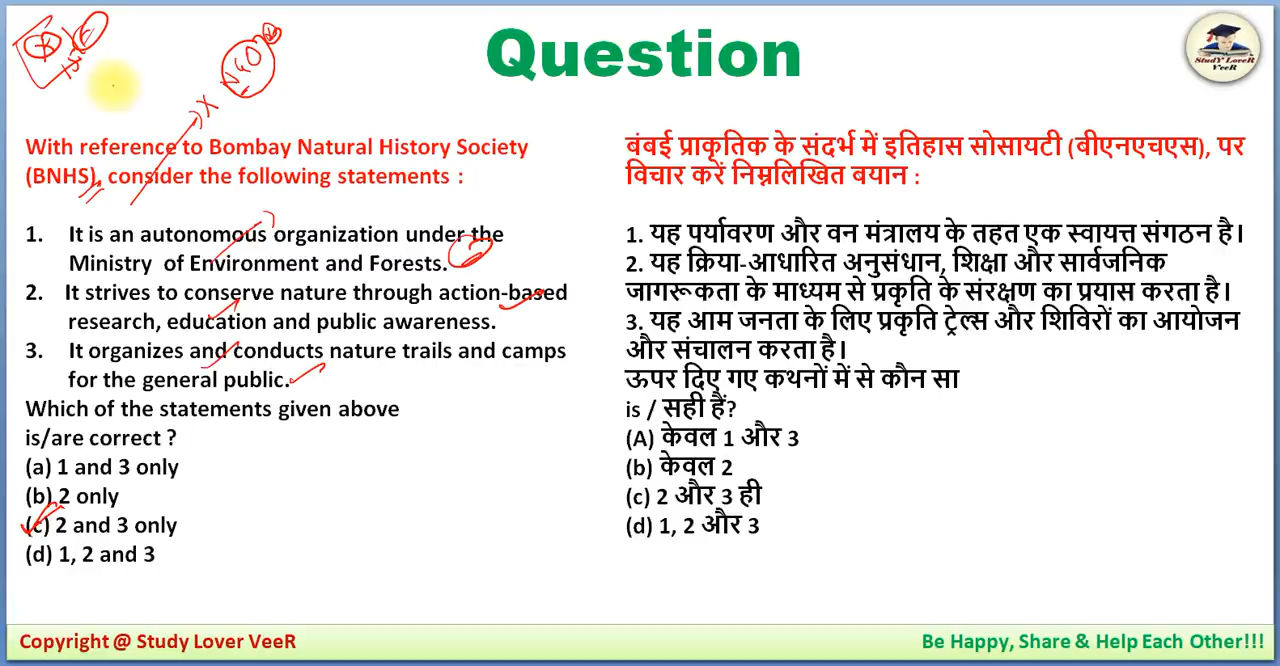 Question
StudY LoveR
VeeR
NGO
With reference to Bombay Natural History Society
(BNHS), consider the following statements :
1. It is an autonomous organization under the
Ministry of Environment and Forests.
2. It strives to conserve nature through action-based
research, education and public awareness.
3. It organizes and conducts nature trails and camps
for the general public.
Which of the statements given above
is/are correct ?
(a) 1 and 3 only
(b) 2 only
(c) 2 and 3 only
(d) 1, 2 and 3
बंबई प्राकृतिक के संदर्भ में इतिहास सोसायटी (बीएनएचएस), पर
विचार करें निम्नलिखित बयान :
1. यह पर्यावरण और वन मंत्रालय के तहत एक स्वायत्त संगठन है।
2. यह क्रिया-आधारित अनुसंधान, शिक्षा और सार्वजनिक
जागरूकता के माध्यम से प्रकृति के संरक्षण का प्रयास करता है।
3. यह आम जनता के लिए प्रकृति ट्रेल्स और शिविरों का आयोजन
और संचालन करता है।
ऊपर दिए गए कथनों में से कौन सा
is / सही हैं?
(A) केवल 1 और 3
(b) केवल 2
(c) 2 और 3 ही
(d) 1, 2 और 3
Copyright @ Study Lover VeeR
Be Happy, Share & Help Each Other!!!